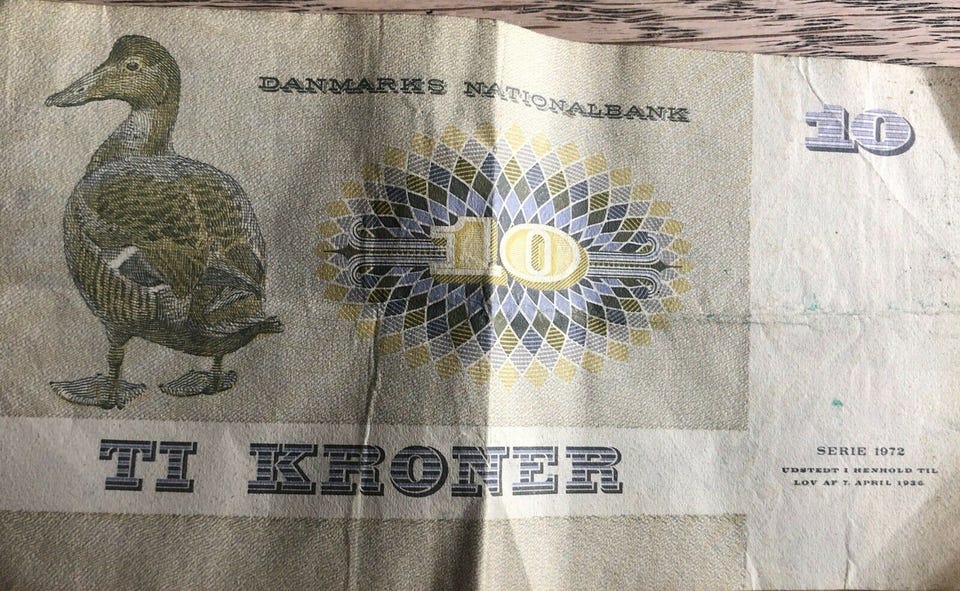 DANMARKS NATIONALBANK
10
10
TI KRONER
SERIE 1972
UDSTEDT I HENHOLD TIL
LOV AF 7. APRIL 1936